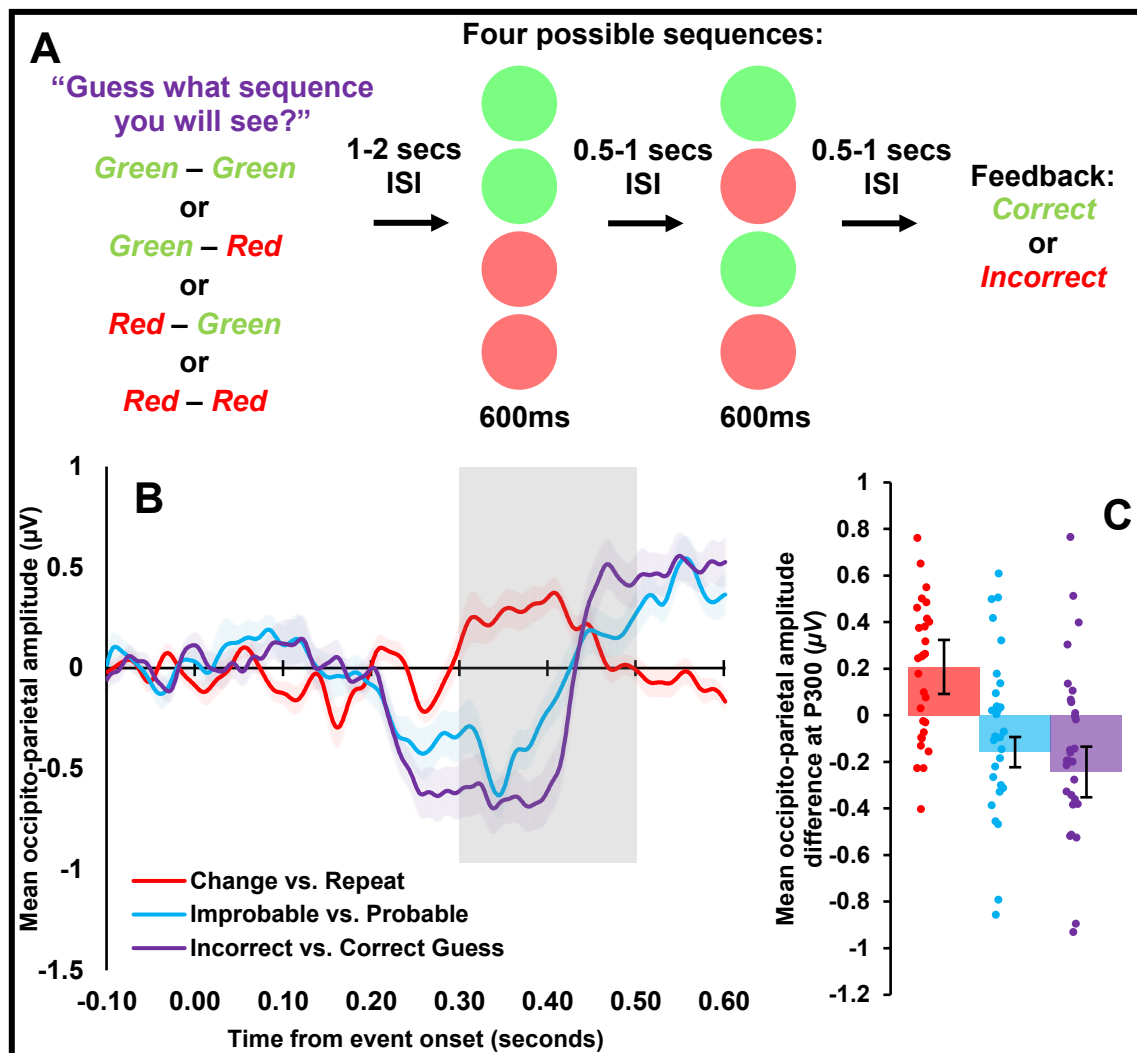 A
Four possible sequences:
“Guess what sequence
you will see?”
Green – Green
or
Green – Red
or
Red – Green
or
Red – Red
1-2 secs
ISI
0.5-1 secs
ISI
0.5-1 secs
ISI
Feedback:
Correct
or
Incorrect
600ms
600ms
B
Mean occipito-parietal amplitude (µV)
1
0.5
0
-0.5
-1
-1.5
-0.10
0.00
0.10
0.20
0.30
0.40
0.50
0.60
Time from event onset (seconds)
Change vs. Repeat
Improbable vs. Probable
Incorrect vs. Correct Guess
C
Mean occipito-parietal amplitude
difference at P300 (µV)
1
0.8
0.6
0.4
0.2
0
-0.2
-0.4
-0.6
-0.8
-1
-1.2